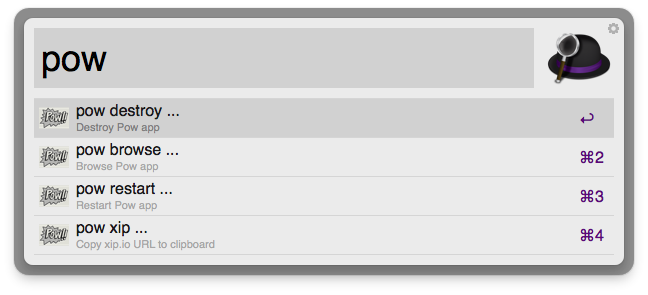 pow
POW!!
pow destroy ...
Destroy Pow app
↩
POW!!
pow browse ...
Browse Pow app
⌘2
POW!!
pow restart ...
Restart Pow app
⌘3
POW!!
pow xip ...
Copy xip.io URL to clipboard
⌘4